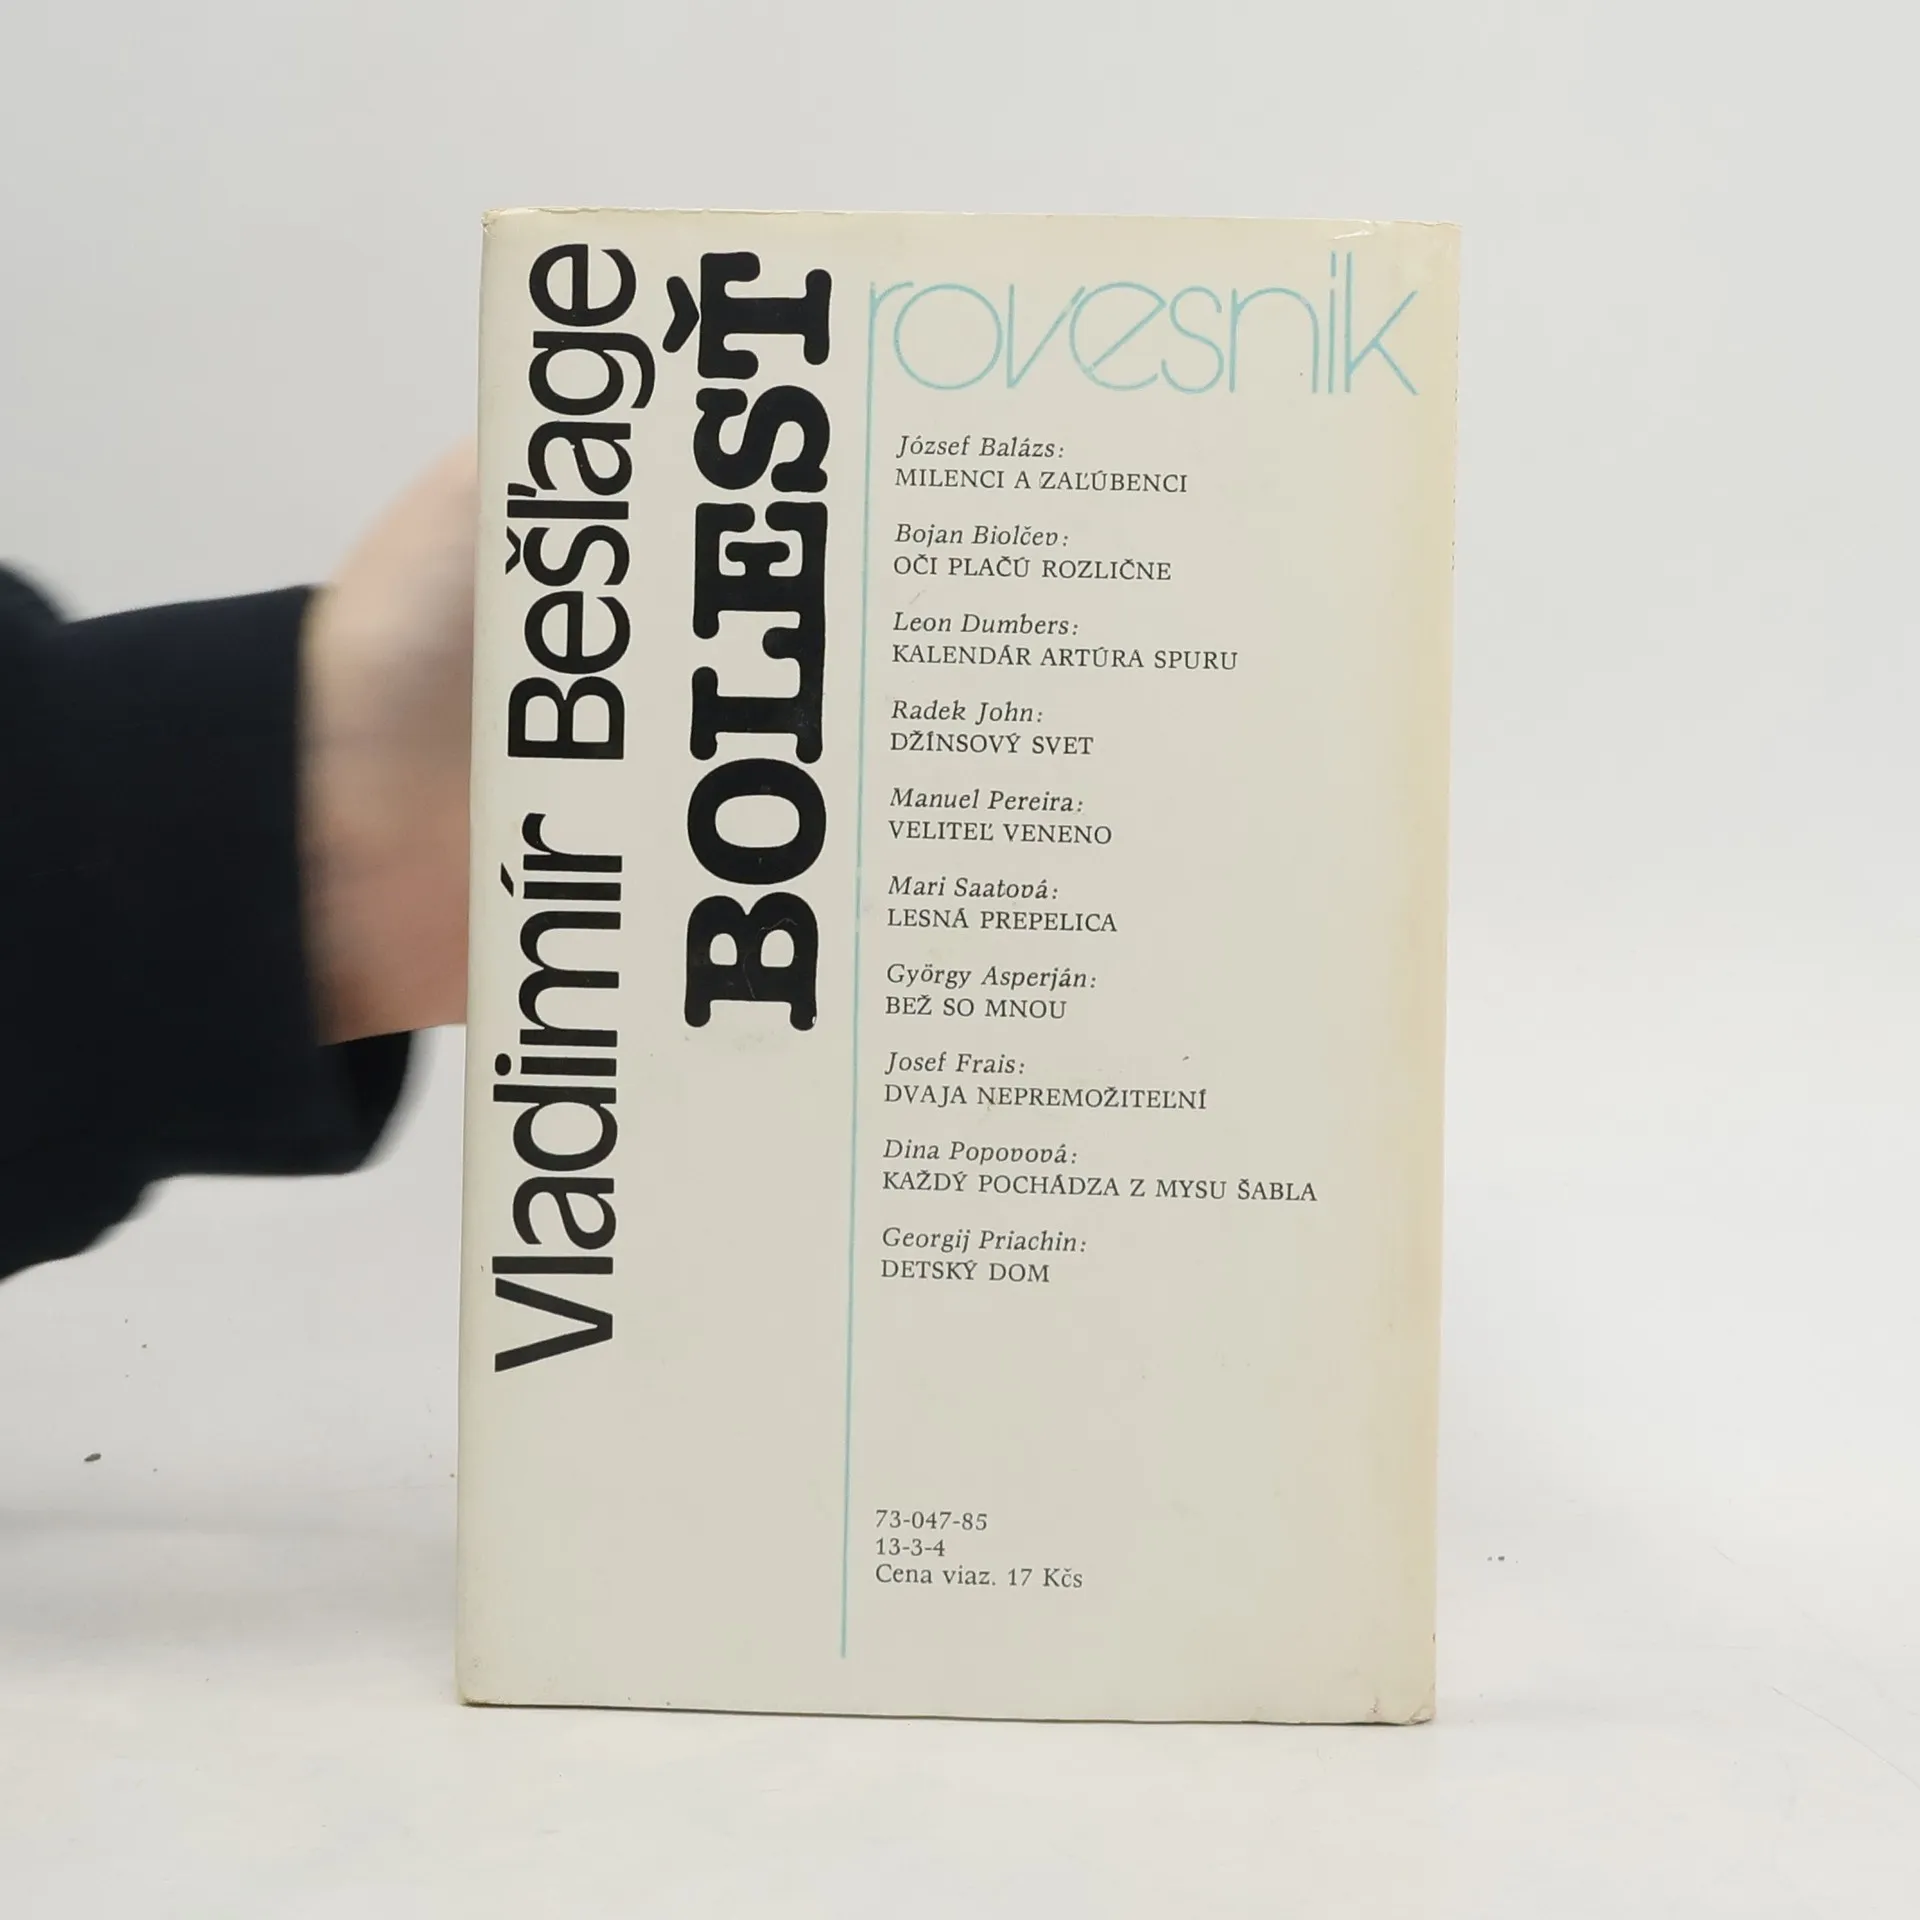 Vladimír Bešľage
BOLESŤ
rovesnik
József Balázs:
MILENCI A ZAĽÚBENCI
Bojan Biolčev:
OČI PLAČÚ ROZLIČNE
Leon Dumbers:
KALENDÁR ARTÚRA SPURU
Radek John:
DŽÍNSOVÝ SVET
Manuel Pereira:
VELITEĽ VENENO
Mari Saatová:
LESNÁ PREPELICA
György Asperján:
BEŽ SO MNOU
Josef Frais:
DVAJA NEPREMOŽITEĽNÍ
Dina Popovová:
KAŽDÝ POCHÁDZA Z MYSU ŠABLA
Georgij Priachin:
DETSKÝ DOM
73-047-85
13-3-4
Cena viaz. 17 Kčs